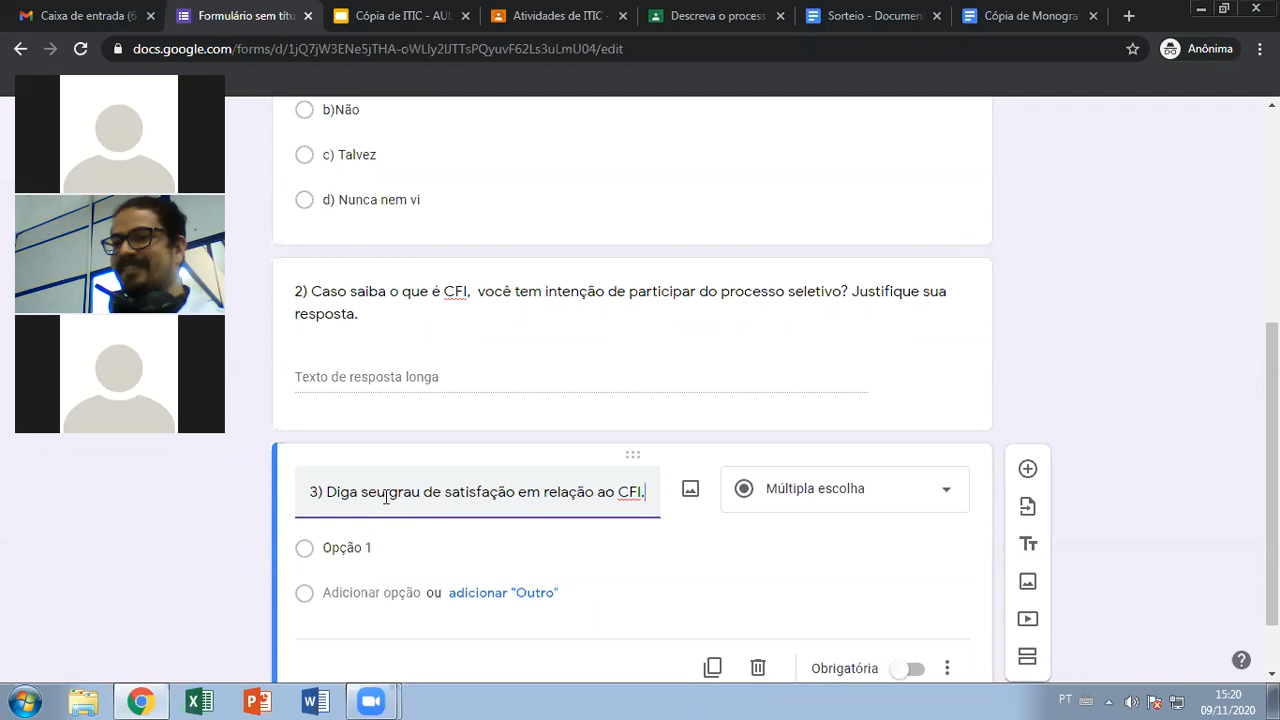 Caixa de entrada (6
Formulário sem títu
Cópia de ITIC - AUL
Atividades de ITIC -
Descreva o process
Sorteio - Document
Cópia de Monogra
docs.google.com/forms/d/1jQ7jW3ENe5jTHA-oWLly2IJTTsPQyuvF62Ls3uLmU04/edit
Anônima
b)Não
c) Talvez
d) Nunca nem vi
2) Caso saiba o que é CFI, você tem intenção de participar do processo seletivo? Justifique sua
resposta.
Texto de resposta longa
3) Diga seu grau de satisfação em relação ao CFI.
Múltipla escolha
Opção 1
Adicionar opção ou adicionar "Outro"
Obrigatória
PT
15:20
09/11/2020